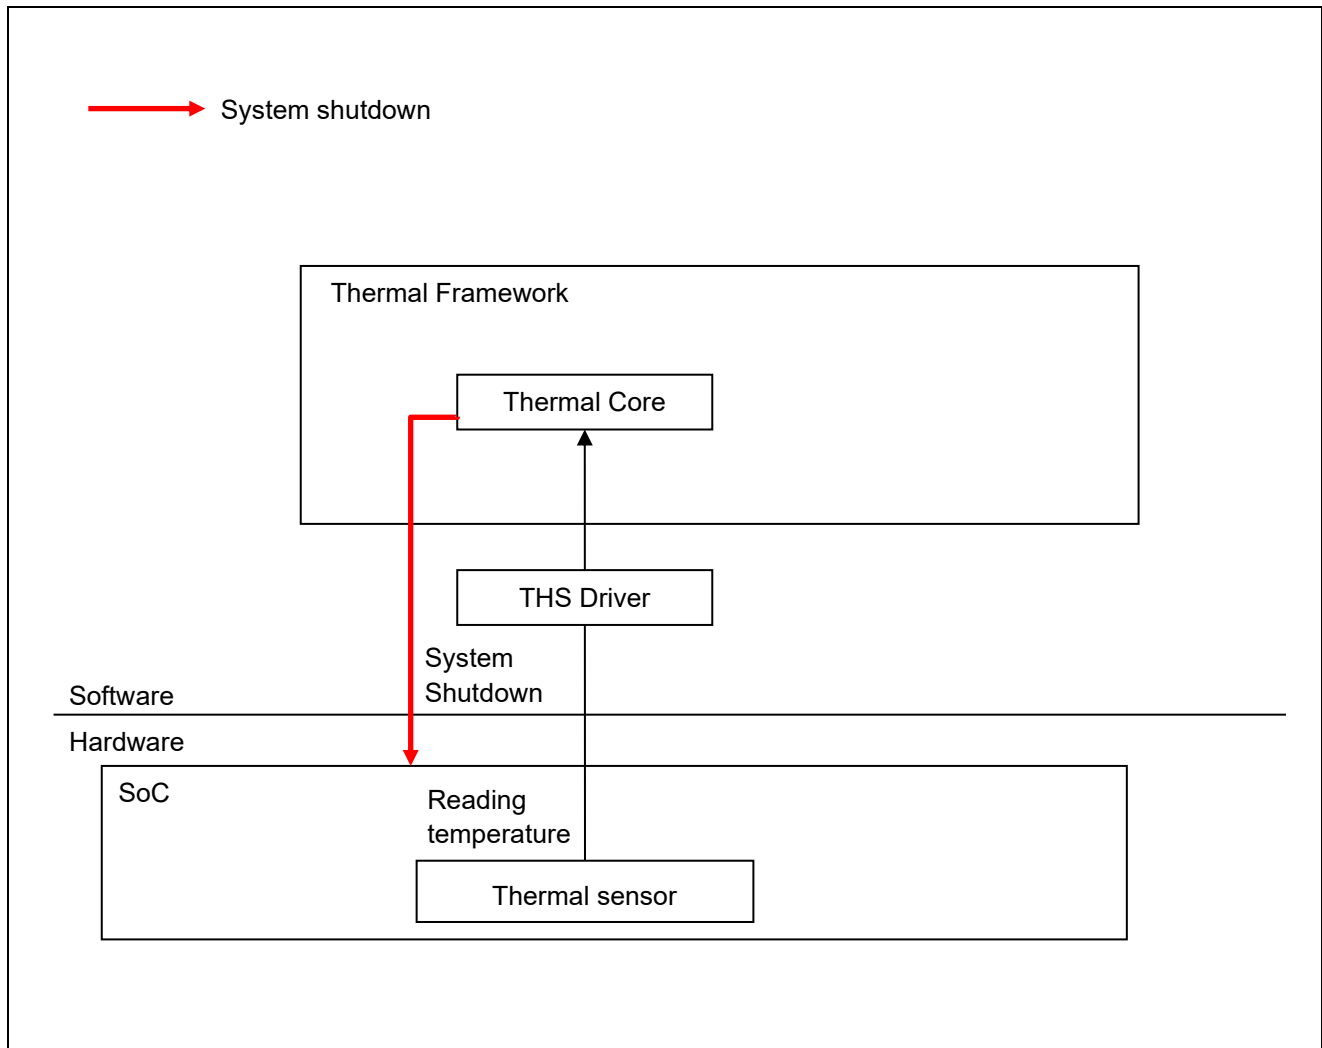 System shutdown
Thermal Framework
Thermal Core
THS Driver
System
Shutdown
Software
Hardware
SoC
Reading
temperature
Thermal sensor